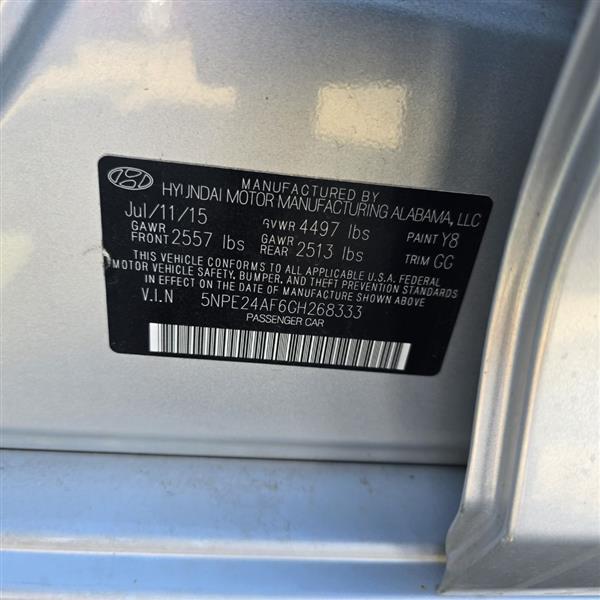 MANUFACTURED BY
HYUNDAI MOTOR MANUFACTURING ALABAMA, LLC
Jul/11/15 GVWR 4497 lbs PAINT Y8
GAWR FRONT 2557 lbs GAWR REAR 2513 lbs TRIM GG
THIS VEHICLE CONFORMS TO ALL APPLICABLE U.S.A. FEDERAL
MOTOR VEHICLE SAFETY, BUMPER, AND THEFT PREVENTION STANDARDS
IN EFFECT ON THE DATE OF MANUFACTURE SHOWN ABOVE
V.I.N 5NPE24AF6GH268333
PASSENGER CAR